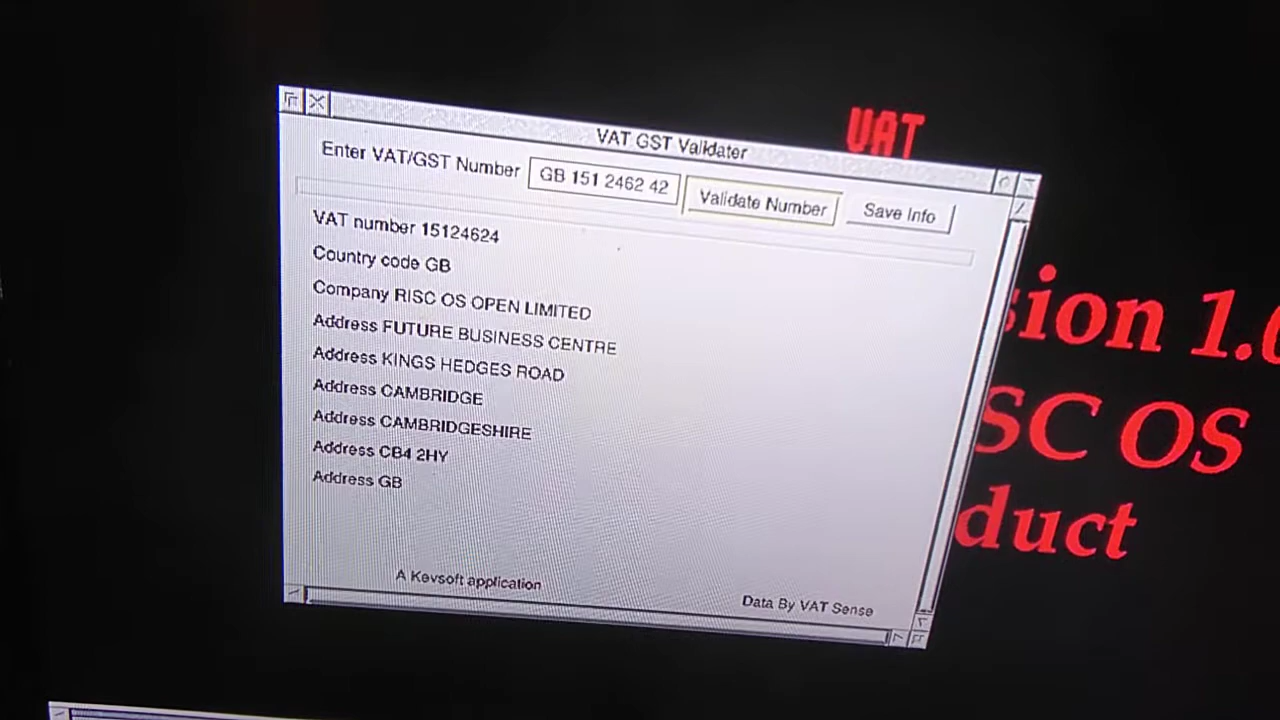 VAT
VAT GST Validater
Enter VAT/GST Number GB 151 2462 42 Validate Number Save Info
VAT number 15124624
Country code GB
Company RISC OS OPEN LIMITED
Address FUTURE BUSINESS CENTRE
Address KINGS HEDGES ROAD
Address CAMBRIDGE
Address CAMBRIDGESHIRE
Address CB4 2HY
Address GB
A Kevsoft application
Data By VAT Sense
sion 1.0
SC OS
duct